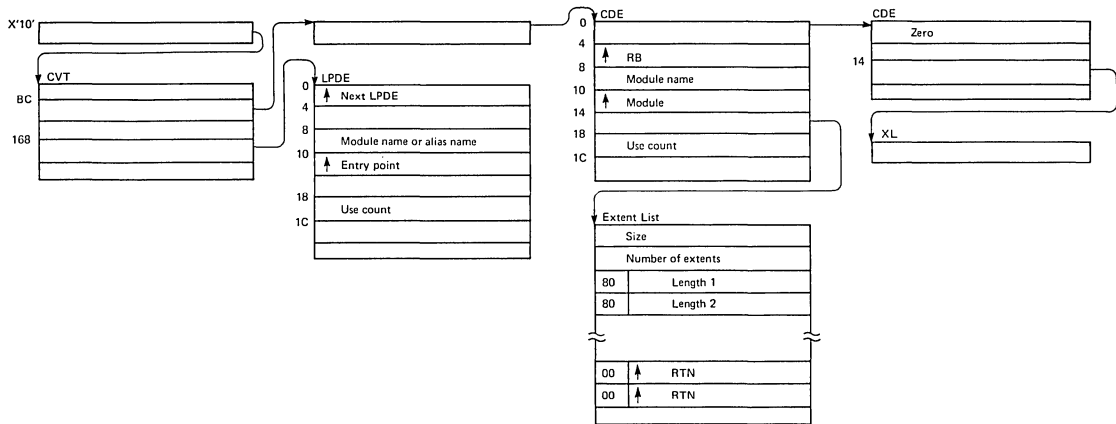 X'10'
CVT
BC
168
LPDE
0
Next LPDE
4
8
Module name or alias name
10
Entry point
18
Use count
1C
CDE
0
4
RB
8
Module name
10
Module
14
18
Use count
1C
Extent List
Size
Number of extents
80 Length 1
80 Length 2
00 RTN
00 RTN
CDE
Zero
14
XL